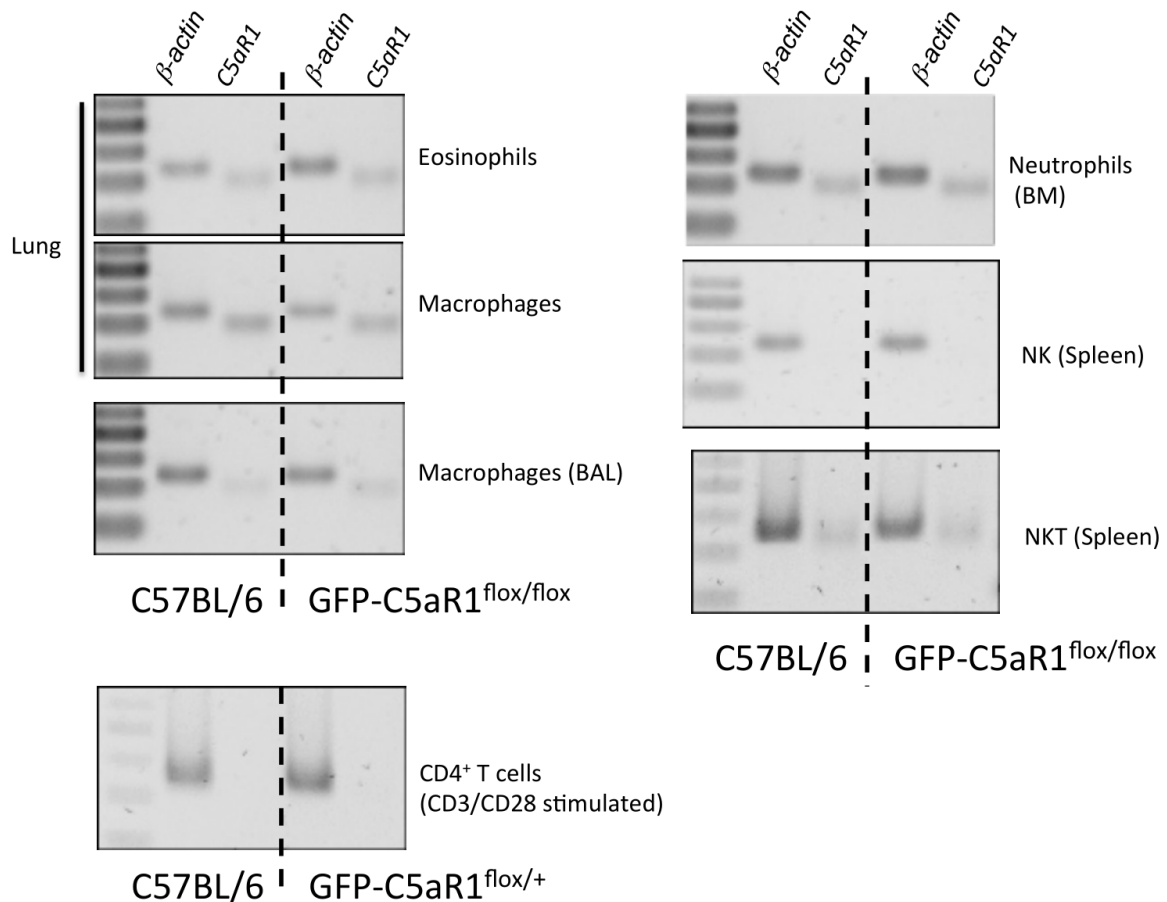 β-actin C5aR1 β-actin C5aR1
Eosinophils
Lung
Macrophages
Macrophages (BAL)
C57BL/6 GFP-C5aR1flox/flox
β-actin C5aR1 β-actin C5aR1
Neutrophils
(BM)
NK (Spleen)
NKT (Spleen)
C57BL/6 GFP-C5aR1flox/flox
CD4+ T cells
(CD3/CD28 stimulated)
C57BL/6 GFP-C5aR1flox/+